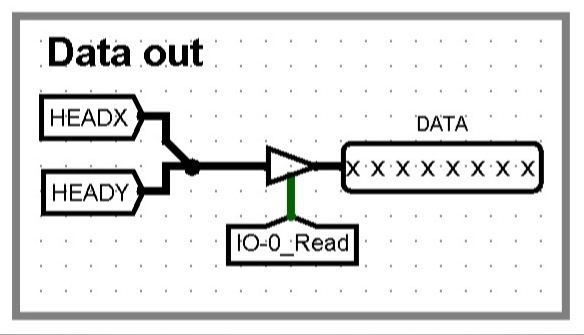 Data out
HEADX
DATA
x x x x x x x x
HEADY
IO-0_Read